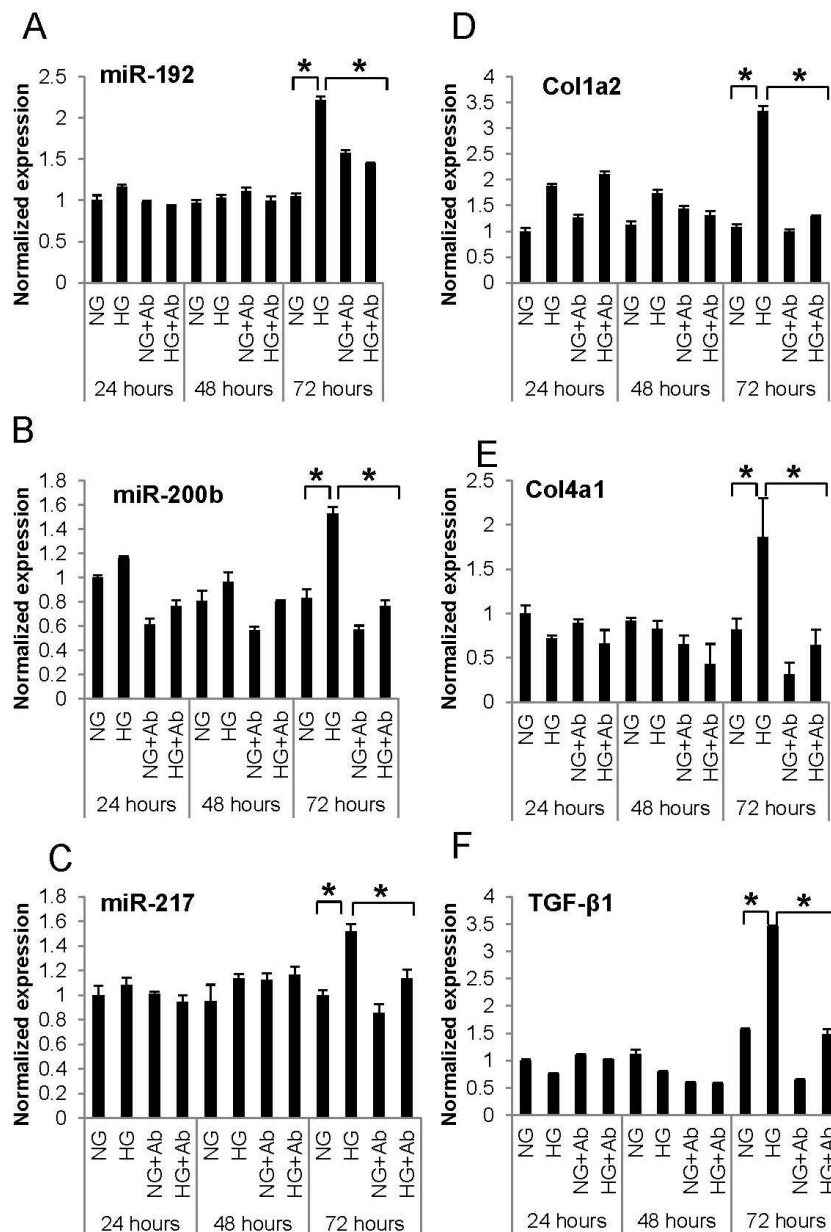 A
miR-192
Normalized expression
2.5
2
1.5
1
0.5
0
* *
NG HG NG+Ab HG+Ab NG HG NG+Ab HG+Ab NG HG NG+Ab HG+Ab
24 hours 48 hours 72 hours
B
miR-200b
Normalized expression
1.8
1.6
1.4
1.2
1
0.8
0.6
0.4
0.2
0
* *
NG HG NG+Ab HG+Ab NG HG NG+Ab HG+Ab NG HG NG+Ab HG+Ab
24 hours 48 hours 72 hours
C
miR-217
Normalized expression
1.8
1.6
1.4
1.2
1
0.8
0.6
0.4
0.2
0
* *
NG HG NG+Ab HG+Ab NG HG NG+Ab HG+Ab NG HG NG+Ab HG+Ab
24 hours 48 hours 72 hours
D
Col1a2
Normalized expression
4
3.5
3
2.5
2
1.5
1
0.5
0
* *
NG HG NG+Ab HG+Ab NG HG NG+Ab HG+Ab NG HG NG+Ab HG+Ab
24 hours 48 hours 72 hours
E
Col4a1
Normalized expression
2.5
2
1.5
1
0.5
0
* *
NG HG NG+Ab HG+Ab NG HG NG+Ab HG+Ab NG HG NG+Ab HG+Ab
24 hours 48 hours 72 hours
F
TGF-β1
Normalized expression
4
3.5
3
2.5
2
1.5
1
0.5
0
* *
NG HG NG+Ab HG+Ab NG HG NG+Ab HG+Ab NG HG NG+Ab HG+Ab
24 hours 48 hours 72 hours